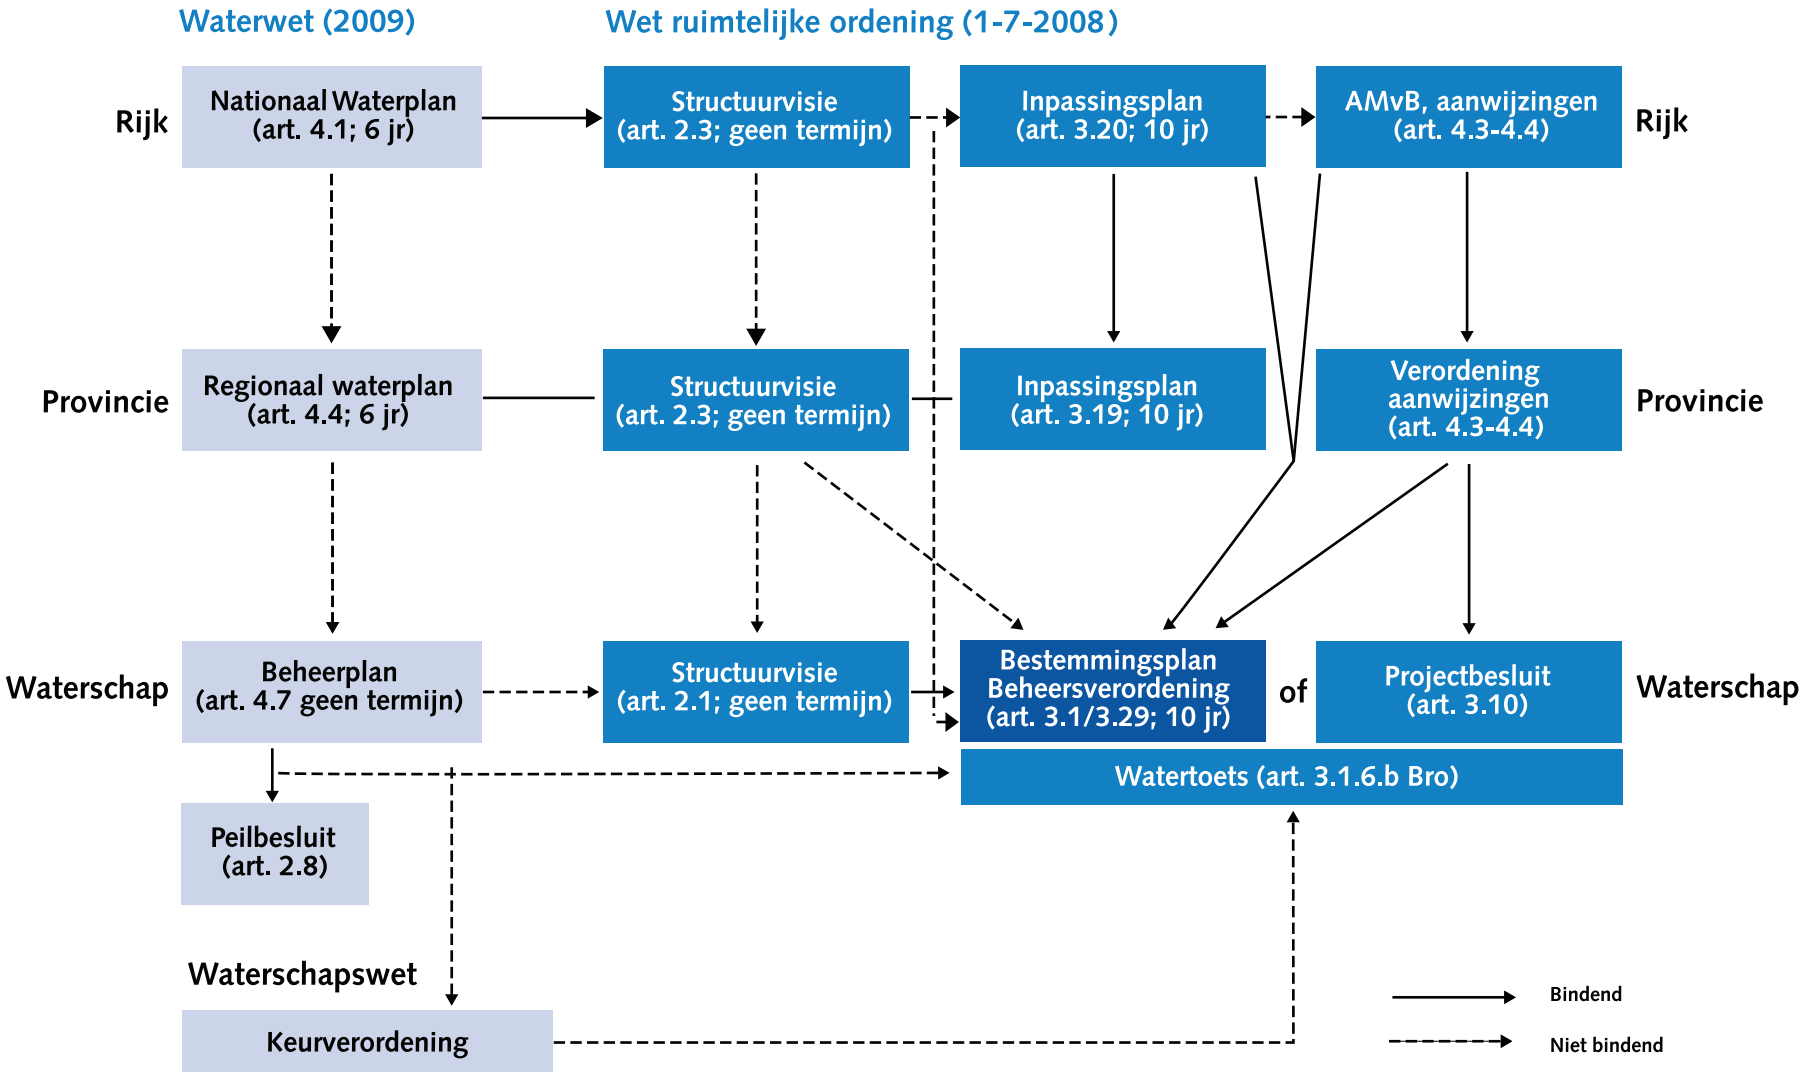 Waterwet (2009)
Wet ruimtelijke ordening (1-7-2008)
Rijk
Nationaal Waterplan
(art. 4.1; 6 jr)
Structuurvisie
(art. 2.3; geen termijn)
Inpassingsplan
(art. 3.20; 10 jr)
AMvB, aanwijzingen
(art. 4.3-4.4)
Rijk
Provincie
Regionaal waterplan
(art. 4.4; 6 jr)
Structuurvisie
(art. 2.3; geen termijn)
Inpassingsplan
(art. 3.19; 10 jr)
Verordening
aanwijzingen
(art. 4.3-4.4)
Provincie
Waterschap
Beheerplan
(art. 4.7 geen termijn)
Structuurvisie
(art. 2.1; geen termijn)
Bestemmingsplan
Beheersverordening
(art. 3.1/3.29; 10 jr)
of
Projectbesluit
(art. 3.10)
Waterschap
Watertoets (art. 3.1.6.b Bro)
Peilbesluit
(art. 2.8)
Waterschapswet
Keurverordening
Bindend
Niet bindend